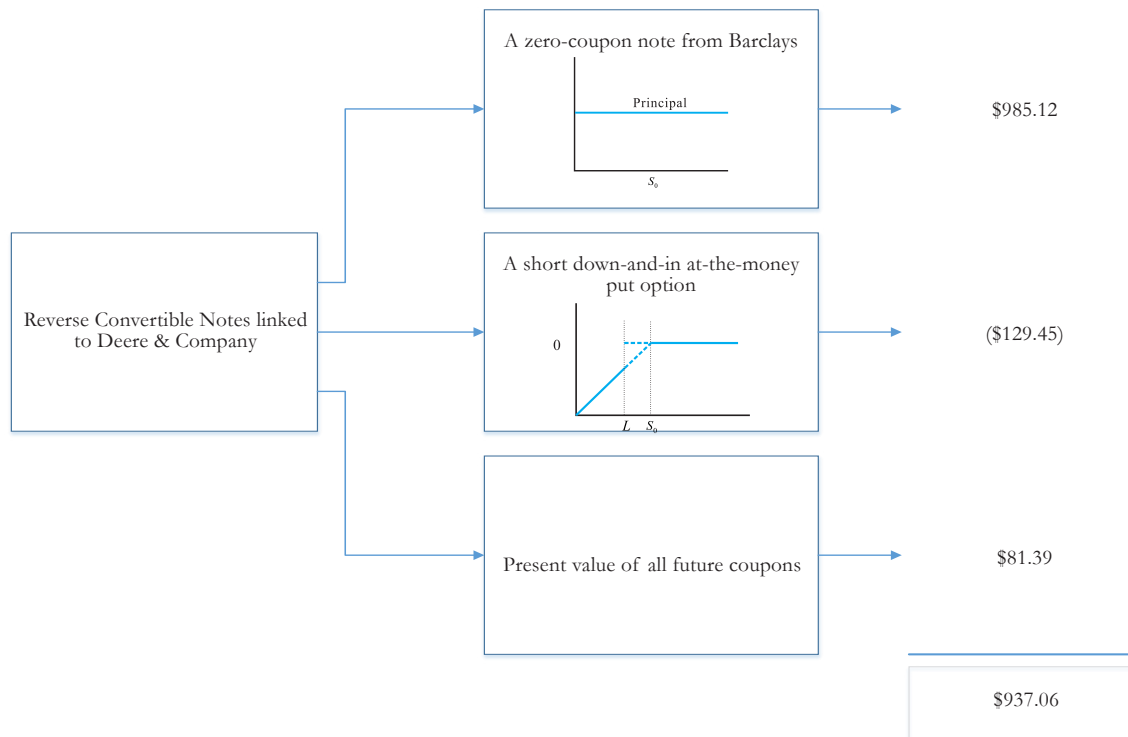 A zero-coupon note from Barclays
Principal
S₀
$985.12
Reverse Convertible Notes linked
to Deere & Company
A short down-and-in at-the-money
put option
0
L S₀
($129.45)
Present value of all future coupons
$81.39
$937.06